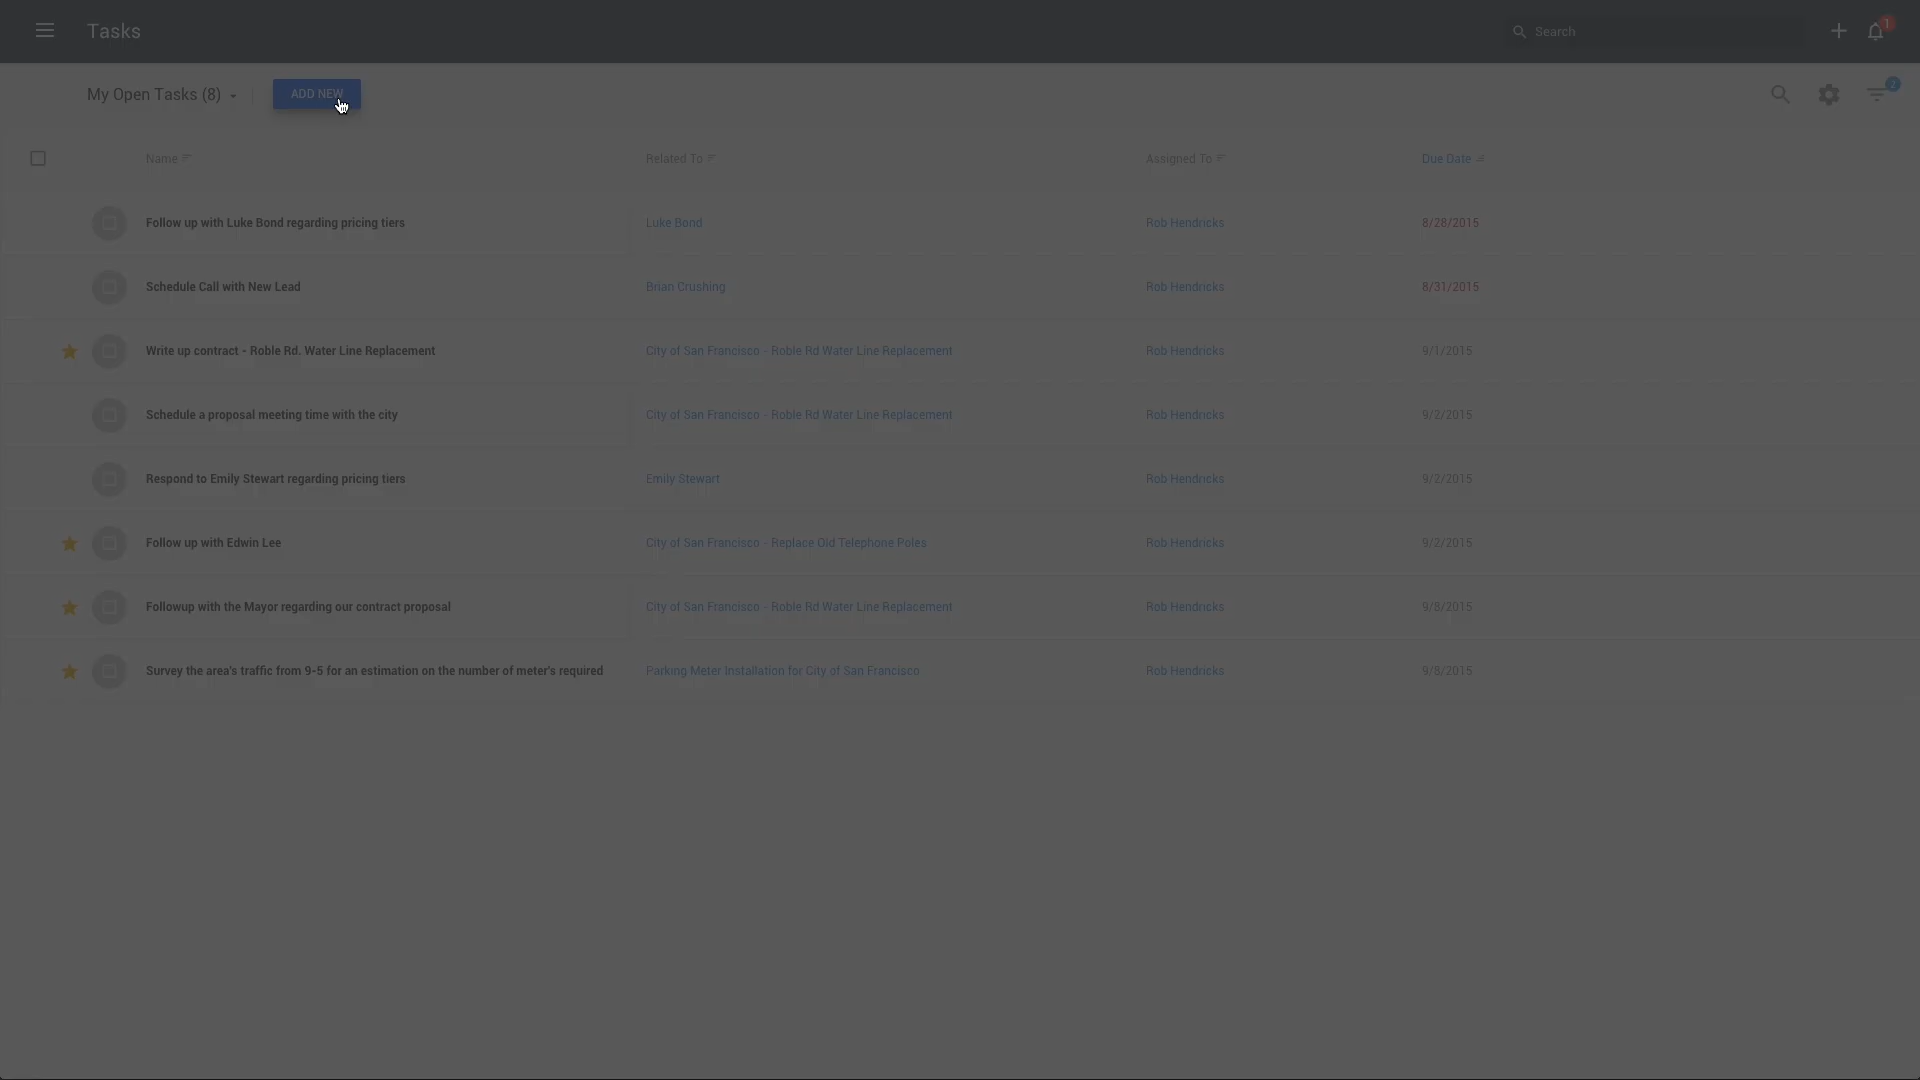 Tasks
Search
1
My Open Tasks (8)
ADD NEW
2
Name
Related To
Assigned To
Due Date
Follow up with Luke Bond regarding pricing tiers
Luke Bond
Rob Hendricks
8/28/2015
Schedule Call with New Lead
Brian Crushing
Rob Hendricks
8/31/2015
Write up contract - Roble Rd. Water Line Replacement
City of San Francisco - Roble Rd Water Line Replacement
Rob Hendricks
9/1/2015
Schedule a proposal meeting time with the city
City of San Francisco - Roble Rd Water Line Replacement
Rob Hendricks
9/2/2015
Respond to Emily Stewart regarding pricing tiers
Emily Stewart
Rob Hendricks
9/2/2015
Follow up with Edwin Lee
City of San Francisco - Replace Old Telephone Poles
Rob Hendricks
9/2/2015
Followup with the Mayor regarding our contract proposal
City of San Francisco - Roble Rd Water Line Replacement
Rob Hendricks
9/8/2015
Survey the area's traffic from 9-5 for an estimation on the number of meter's required
Parking Meter Installation for City of San Francisco
Rob Hendricks
9/8/2015